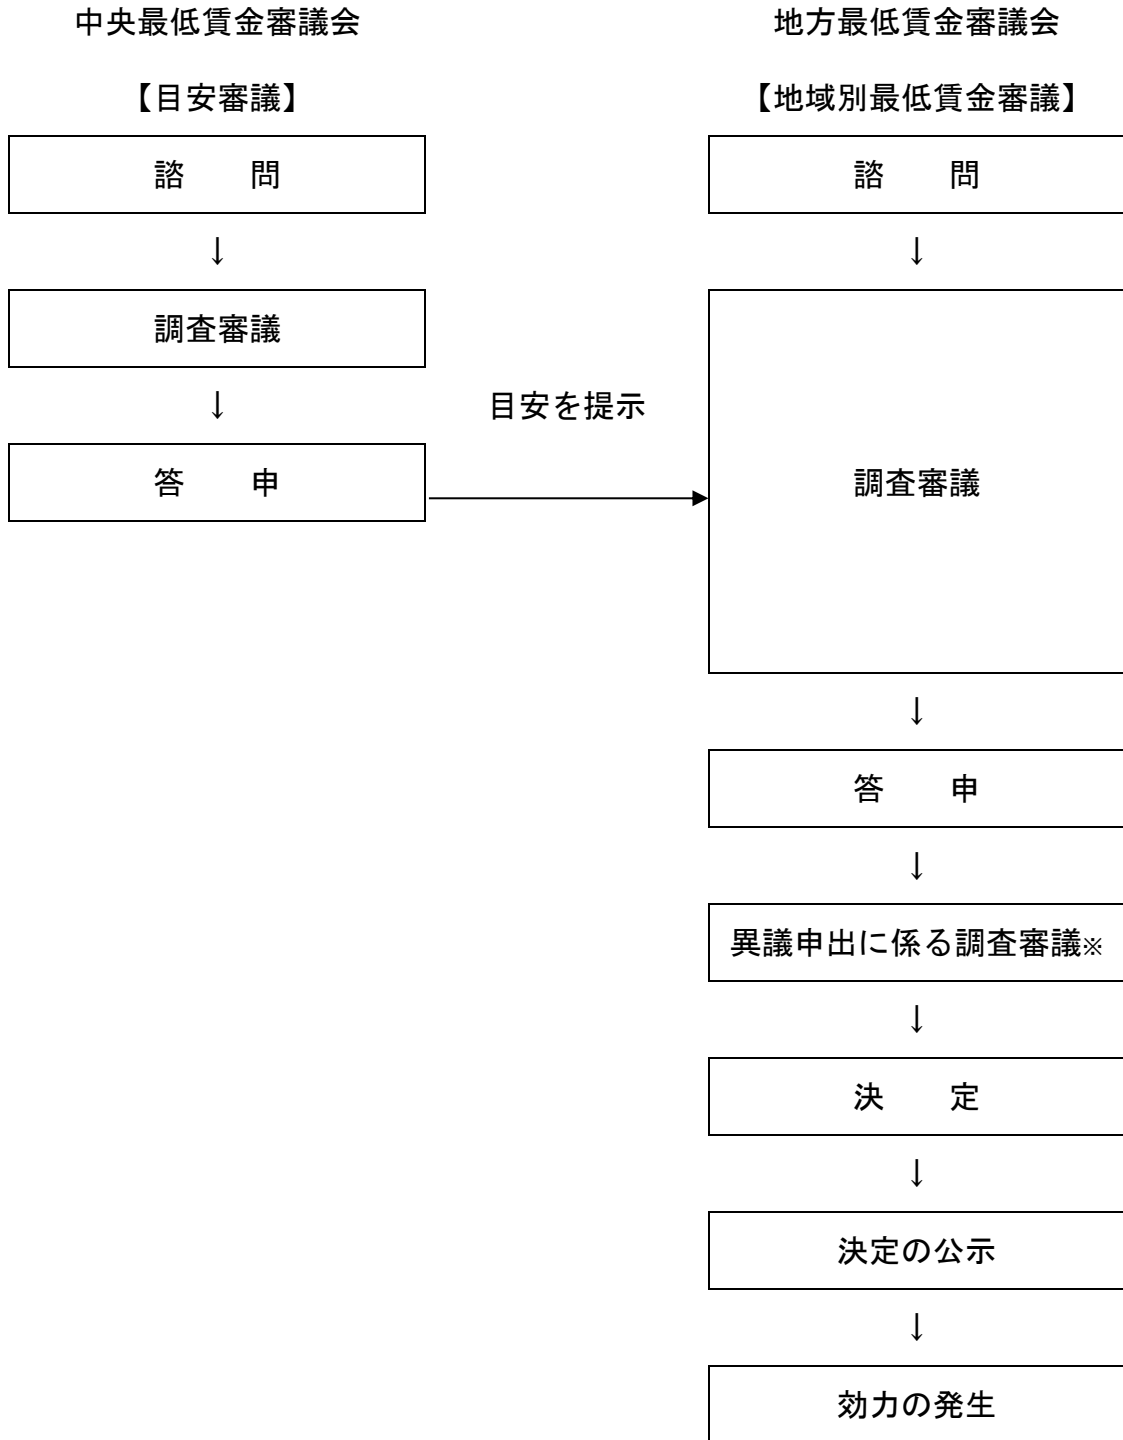 中央最低賃金審議会
【目安審議】
諮　　問
↓
調査審議
↓
答　　申
目安を提示
地方最低賃金審議会
【地域別最低賃金審議】
諮　　問
↓
調査審議
↓
答　　申
↓
異議申出に係る調査審議※
↓
決　　定
↓
決定の公示
↓
効力の発生